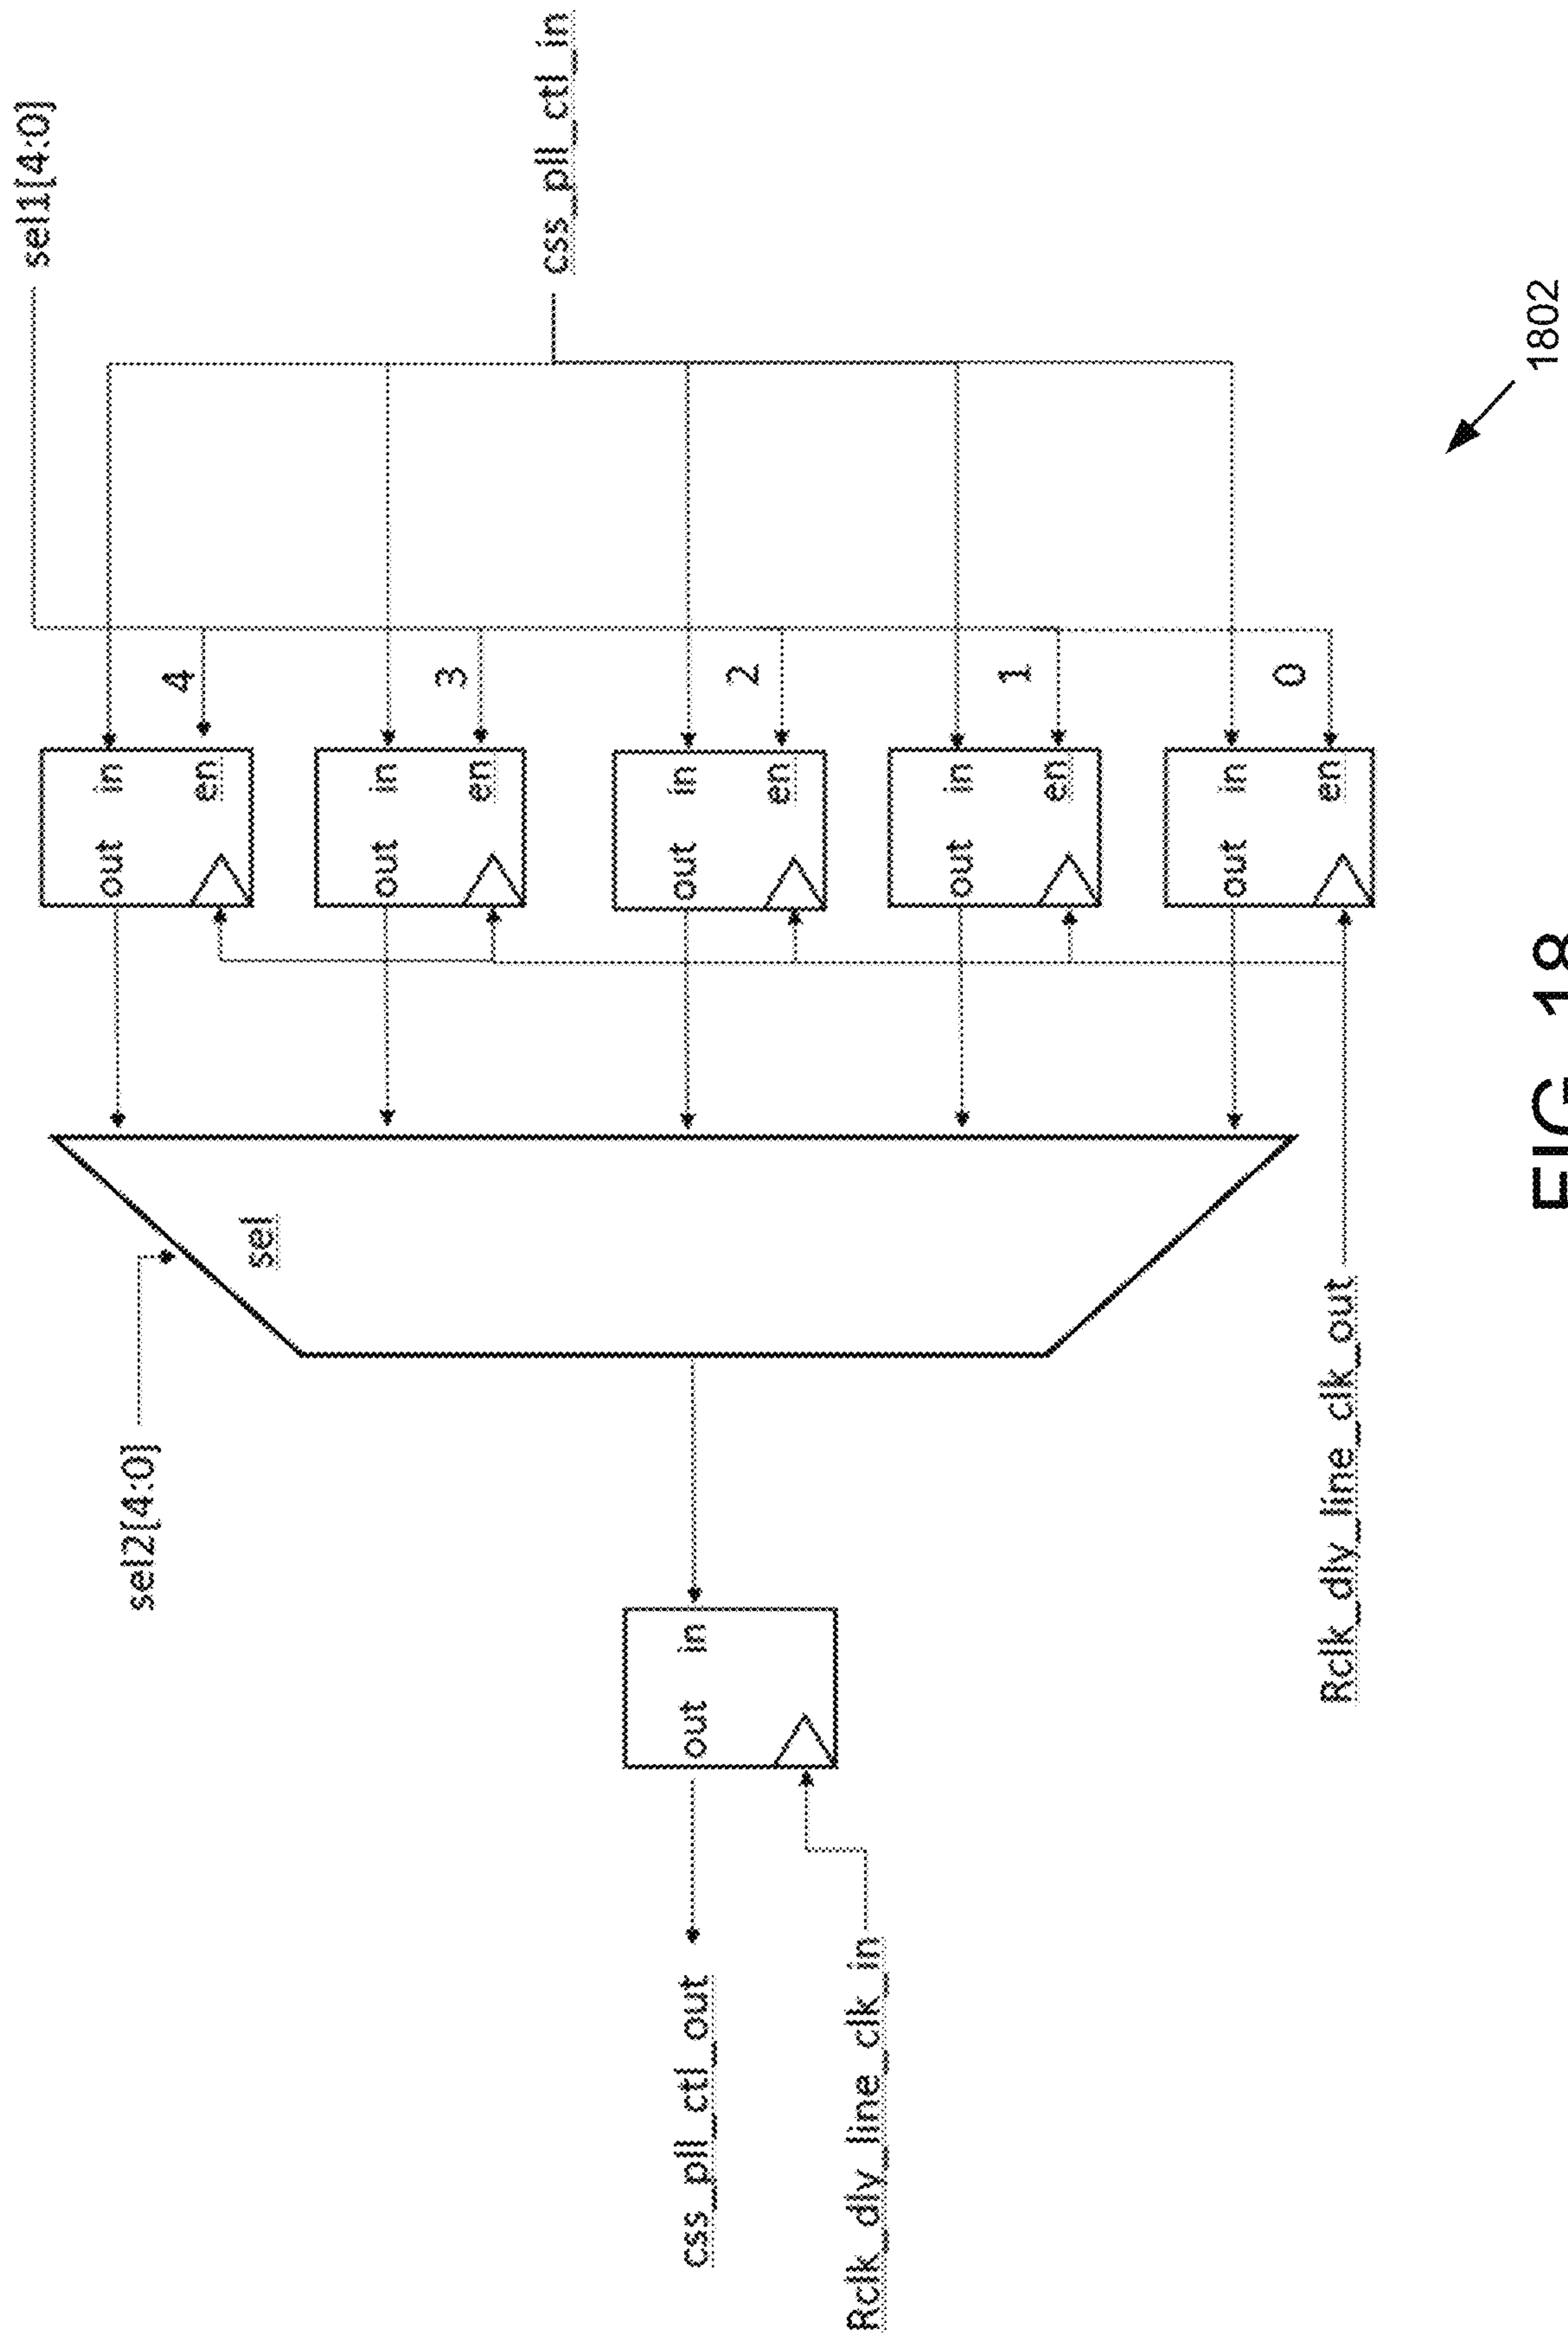 sel1[4:0]
css_pll_ctl_in
4
3
2
1
0
in
en
out
in
en
out
in
en
out
in
en
out
in
en
out
sel
sel2[4:0]
Rclk_dly_line_clk_out
in
out
css_pll_ctl_out
Rclk_dly_line_clk_in
1802
FIG. 18